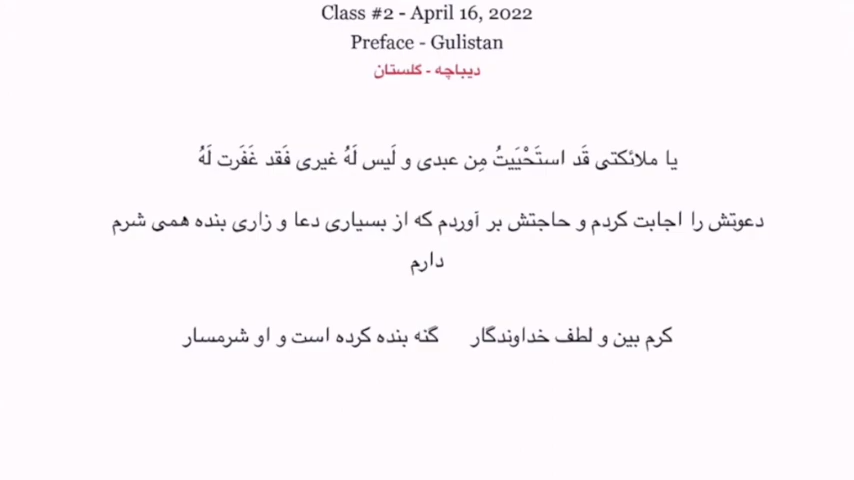 Class #2 - April 16, 2022
Preface - Gulistan
دیباچه - گلستان
یا ملائکتی قَد استَحْیَیتُ مِن عبدی و لَیس لَهُ غیری فَقد غَفَرت لَهُ
دعوتش را اجابت کردم و حاجتش بر آوردم که از بسیاری دعا و زاری بنده همی شرم
دارم
کرم بین و لطف خداوندگار گنه بنده کرده است و او شرمسار